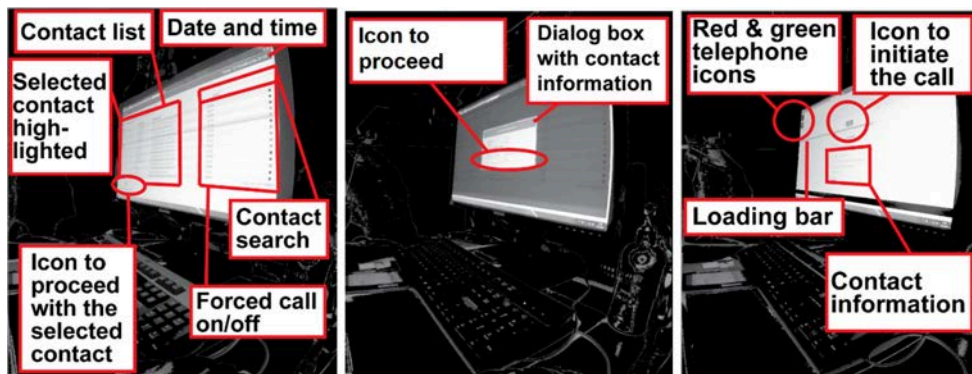 Contact list
Date and time
Selected
contact
high-
lighted
Contact
search
Icon to
proceed
with the
selected
contact
Forced call
on/off
Icon to
proceed
Dialog box
with contact
information
Red & green
telephone
icons
Icon to
initiate
the call
Loading bar
Contact
information